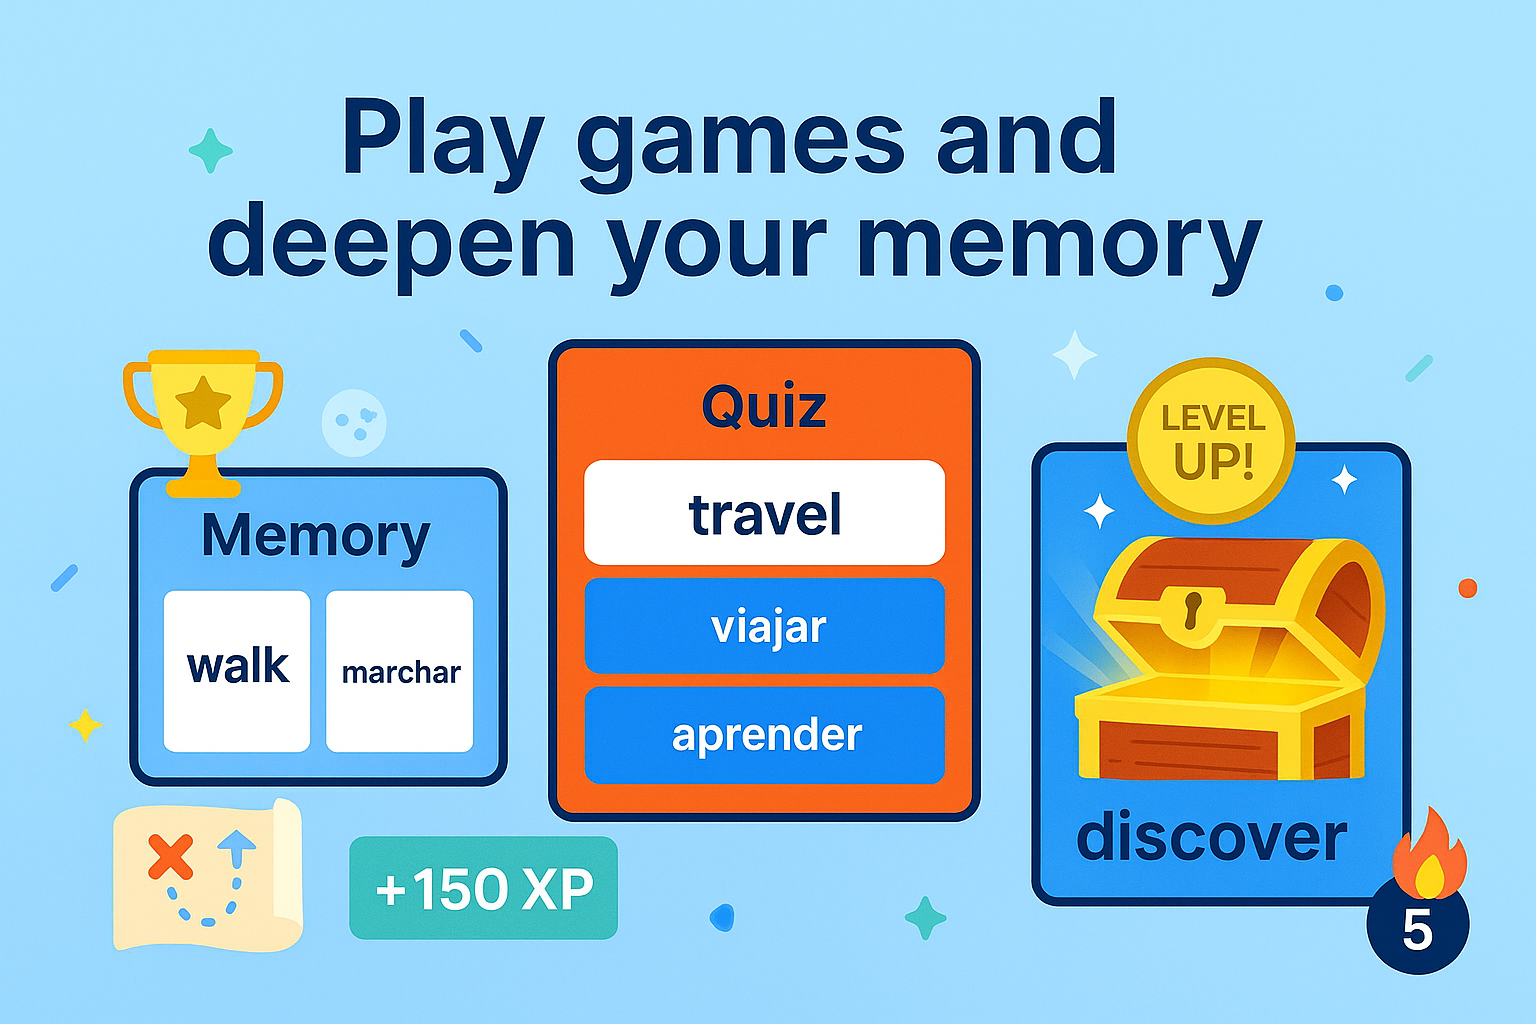 Play games and
deepen your memory
Memory
walk
marchar
Quiz
travel
viajar
aprender
LEVEL
UP!
discover
+150 XP
5